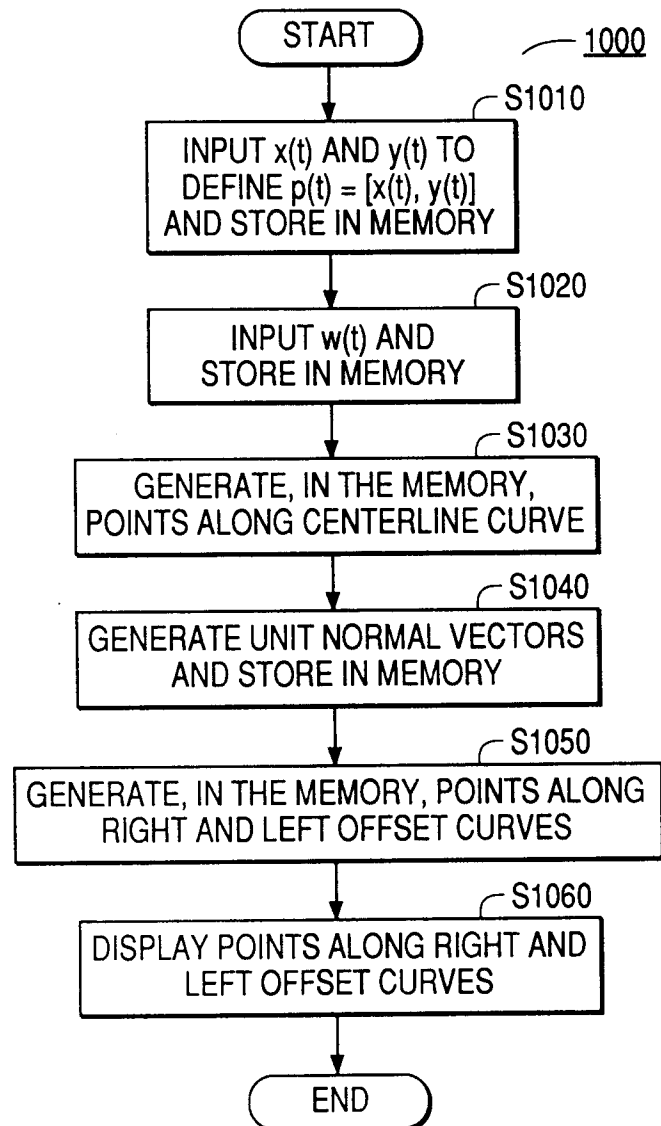 START
1000
S1010
INPUT x(t) AND y(t) TO
DEFINE p(t) = [x(t), y(t)]
AND STORE IN MEMORY
S1020
INPUT w(t) AND
STORE IN MEMORY
S1030
GENERATE, IN THE MEMORY,
POINTS ALONG CENTERLINE CURVE
S1040
GENERATE UNIT NORMAL VECTORS
AND STORE IN MEMORY
S1050
GENERATE, IN THE MEMORY, POINTS ALONG
RIGHT AND LEFT OFFSET CURVES
S1060
DISPLAY POINTS ALONG RIGHT AND
LEFT OFFSET CURVES
END